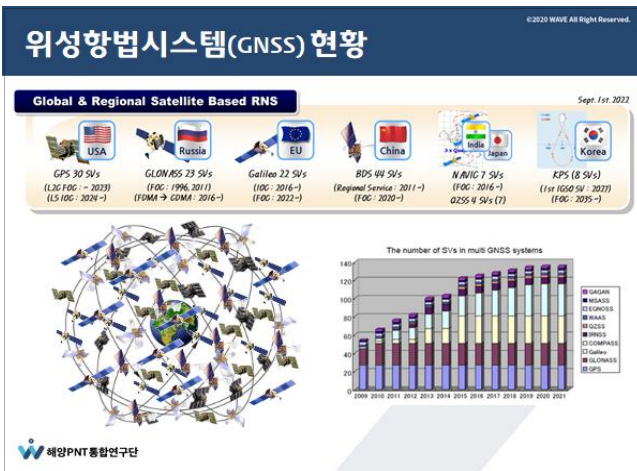 ©2020 WAVE All Right Reserved.
위성항법시스템(GNSS) 현황
Global & Regional Satellite Based RNS
Sept. 1st. 2022
USA
Russia
EU
China
India
Japan
Korea
GPS 30 SVs
(L2C FOC : ~ 2023)
(L5 IOC : 2024~)
GLONASS 23 SVs
(FOC : 1996, 2011)
(FDMA → CDMA : 2016~)
Galileo 22 SVs
(IOC : 2016~)
(FOC : 2022~)
BDS 44 SVs
(Regional Service : 2011~)
(FOC : 2020~)
NAVIC 7 SVs
(FOC : 2016~)
QZSS 4 SVs (7)
KPS (8 SVs)
(1st IGSO SV : 2027)
(FOC : 2035~)
The number of SVs in multi GNSS systems
140
120
100
80
60
40
20
0
2009 2010 2011 2012 2013 2014 2015 2016 2017 2018 2019 2020 2021
GAGAN
MSASS
EGNOSS
WAAS
QZSS
IRNSS
COMPASS
Galileo
GLONASS
GPS
해양PNT통합연구단